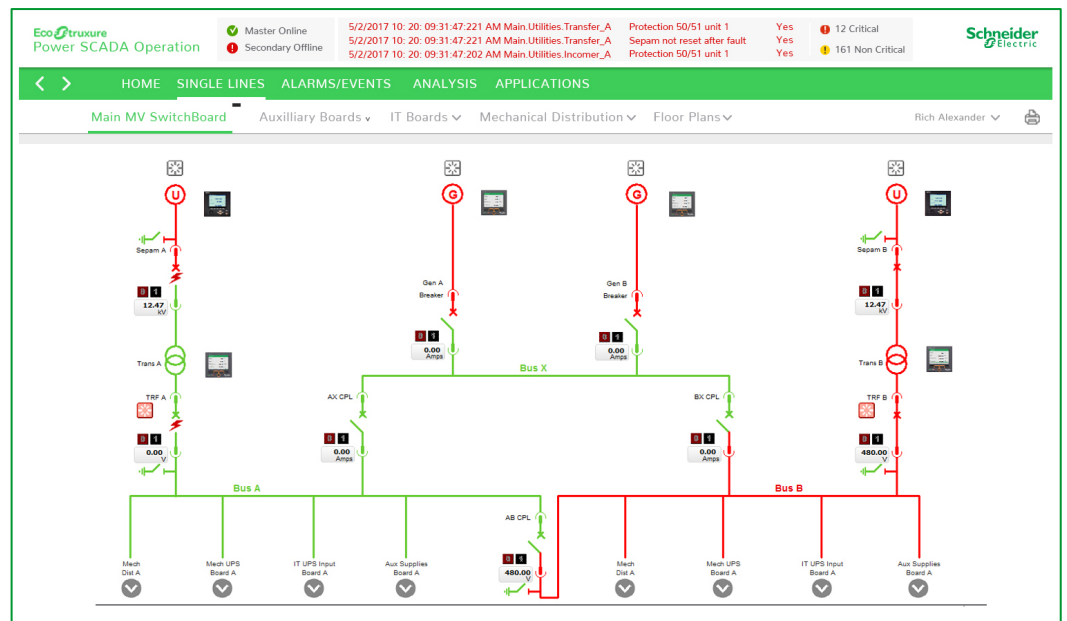 EcoStruxure
Power SCADA Operation
Master Online
Secondary Offline
5/2/2017 10: 20: 09:31:47:221 AM Main.Utilities.Transfer_A Protection 50/51 unit 1 Yes
5/2/2017 10: 20: 09:31:47:221 AM Main.Utilities.Transfer_A Sepam not reset after fault Yes
5/2/2017 10: 20: 09:31:47:202 AM Main.Utilities.Incomer_A Protection 50/51 unit 1 Yes
12 Critical
161 Non Critical
Schneider
Electric
HOME SINGLE LINES ALARMS/EVENTS ANALYSIS APPLICATIONS
Main MV SwitchBoard Auxilliary Boards IT Boards Mechanical Distribution Floor Plans Rich Alexander
U G G U
Sepam A Sepam B
Gen A
Breaker
Gen B
Breaker
0 1
12.47
kV
0 1
12.47
kV
0 1
0.00
Amps
0 1
0.00
Amps
Trans A Trans B
Bus X
TRF A AX CPL BX CPL TRF B
0 1
0.00
V
0 1
0.00
Amps
0 1
0.00
Amps
0 1
480.00
V
Bus A Bus B
AB CPL
0 1
480.00
V
Mech
Dist A
Mech UPS
Board A
IT UPS Input
Board A
Aux Supplies
Board A
Mech
Dist A
Mech UPS
Board A
IT UPS Input
Board A
Aux Supplies
Board A